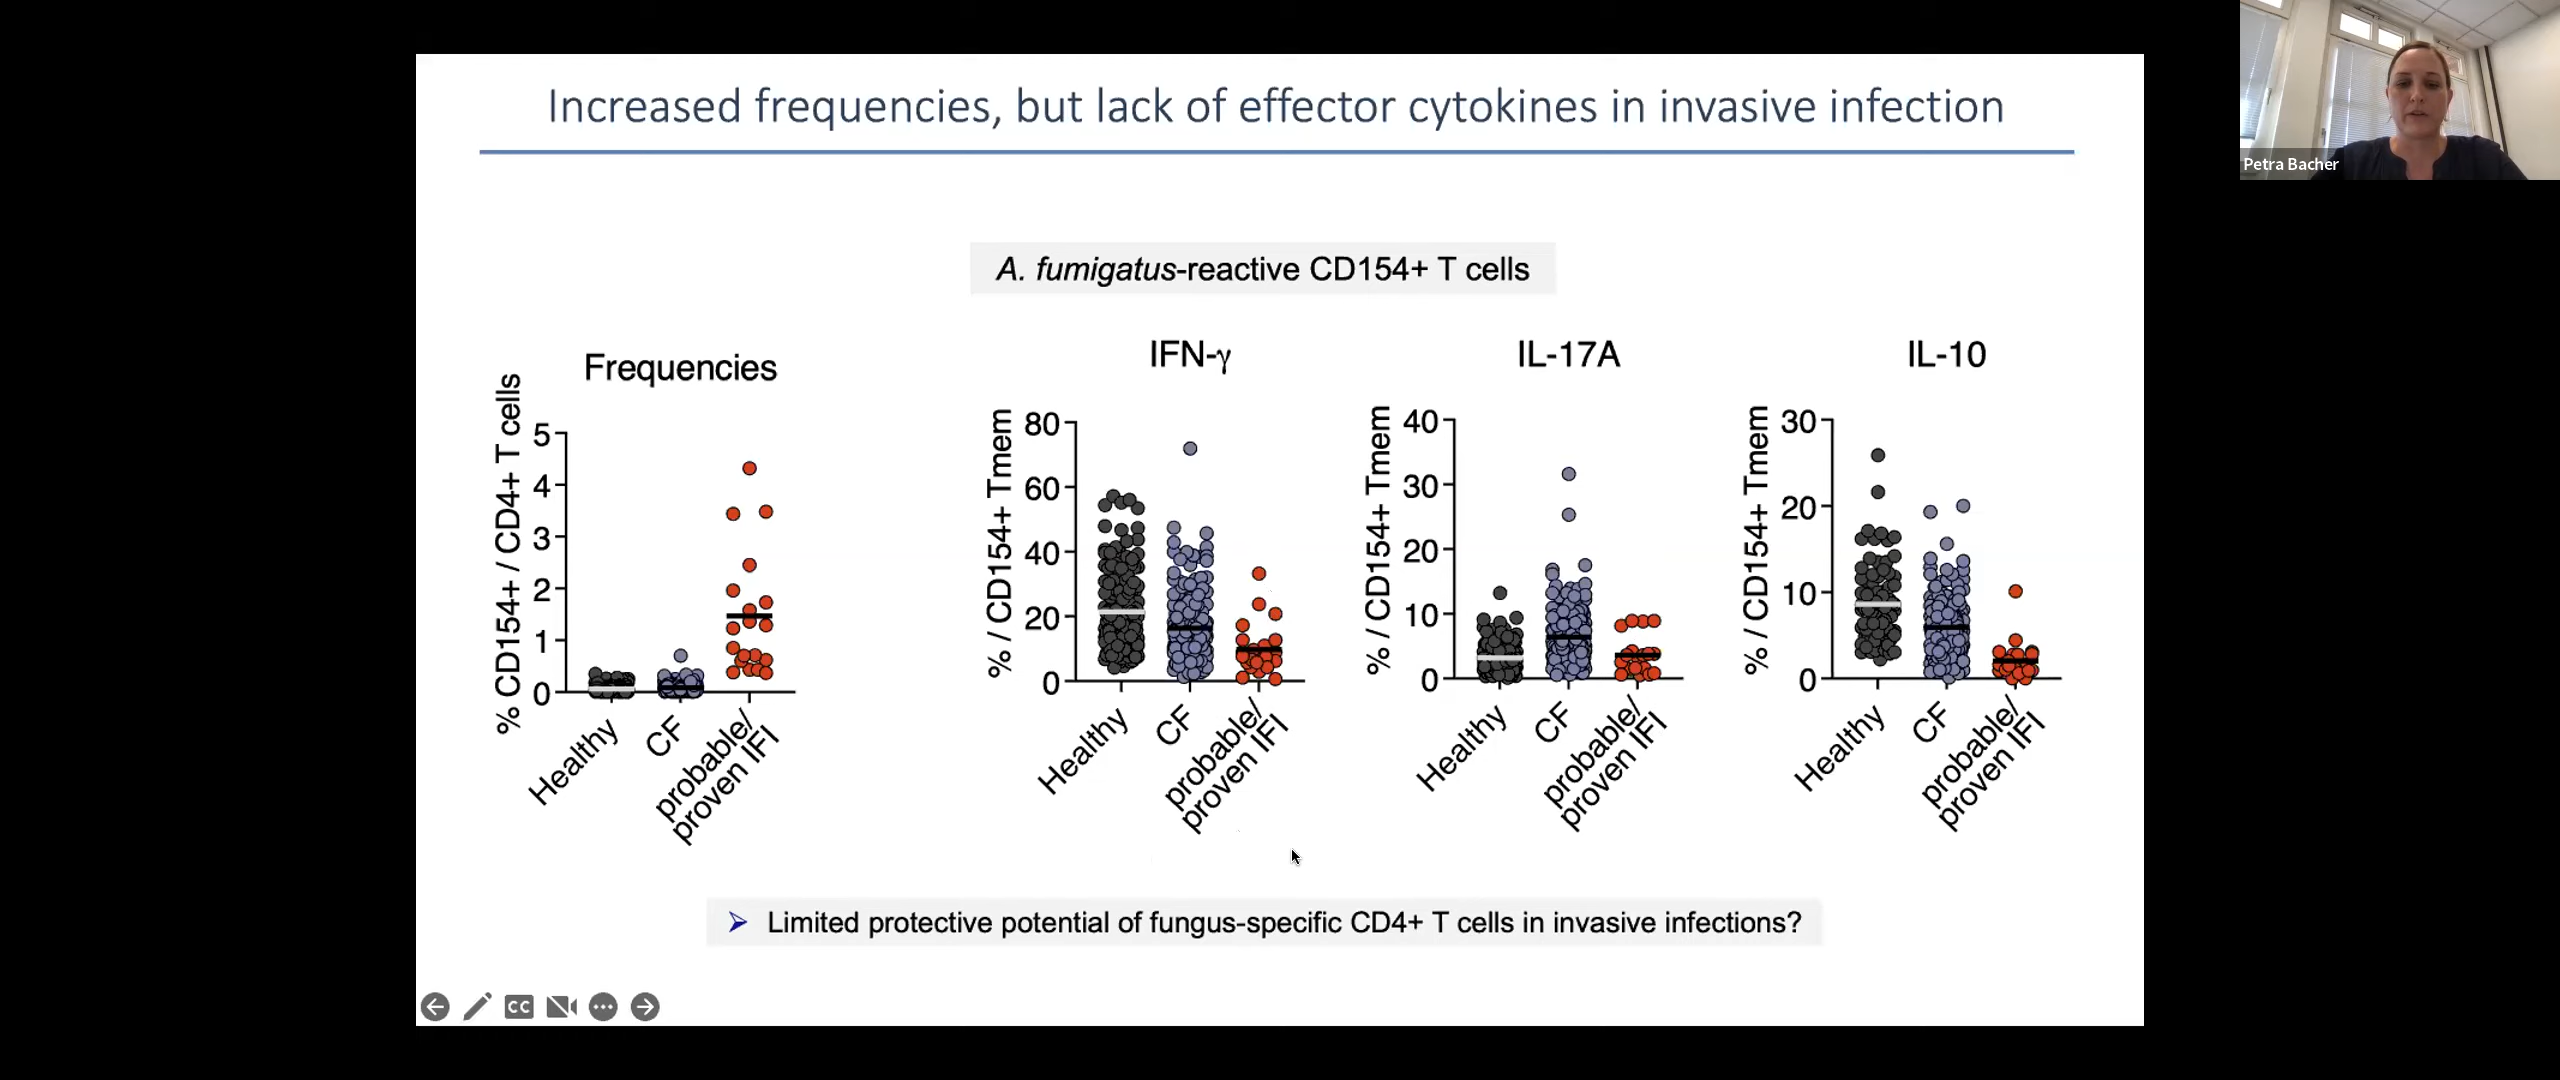 Increased frequencies, but lack of effector cytokines in invasive infection
Petra Bacher
A. fumigatus-reactive CD154+ T cells
Frequencies
% CD154+ / CD4+ T cells
5
4
3
2
1
0
Healthy
CF
probable/
proven IFI
IFN-γ
% / CD154+ Tmem
80
60
40
20
0
Healthy
CF
probable/
proven IFI
IL-17A
% / CD154+ Tmem
40
30
20
10
0
Healthy
CF
probable/
proven IFI
IL-10
% / CD154+ Tmem
30
20
10
0
Healthy
CF
probable/
proven IFI
➢ Limited protective potential of fungus-specific CD4+ T cells in invasive infections?
CC